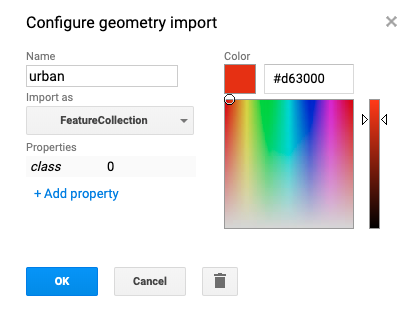 Configure geometry import
Name
urban
Import as
FeatureCollection
Properties
class 0
+ Add property
Color
#d63000
OK
Cancel